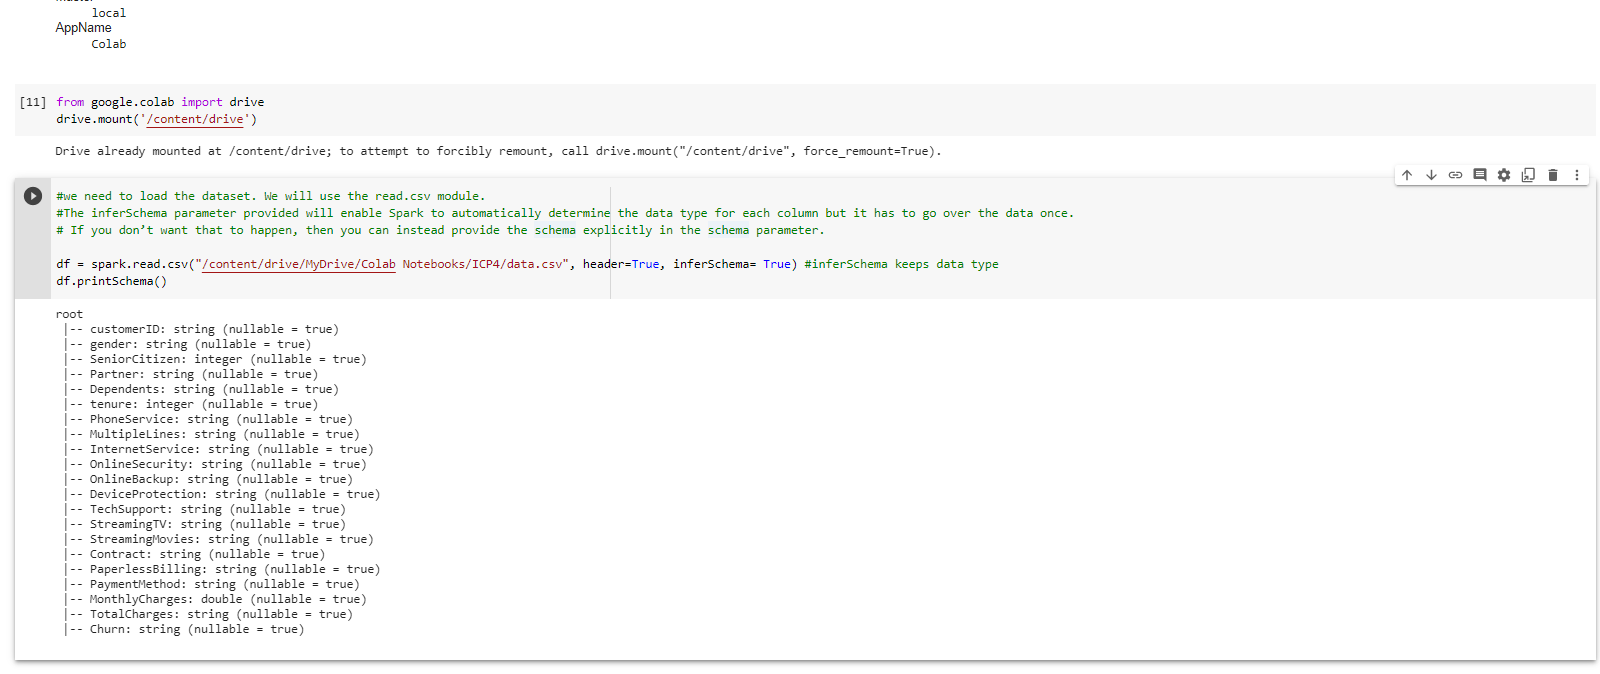 local
AppName
Colab
[11] from google.colab import drive
drive.mount('/content/drive')
Drive already mounted at /content/drive; to attempt to forcibly remount, call drive.mount("/content/drive", force_remount=True).
#we need to load the dataset. We will use the read.csv module.
#The inferSchema parameter provided will enable Spark to automatically determine the data type for each column but it has to go over the data once.
# If you don’t want that to happen, then you can instead provide the schema explicitly in the schema parameter.
df = spark.read.csv("/content/drive/MyDrive/Colab Notebooks/ICP4/data.csv", header=True, inferSchema= True) #inferSchema keeps data type
df.printSchema()
root
|-- customerID: string (nullable = true)
|-- gender: string (nullable = true)
|-- SeniorCitizen: integer (nullable = true)
|-- Partner: string (nullable = true)
|-- Dependents: string (nullable = true)
|-- tenure: integer (nullable = true)
|-- PhoneService: string (nullable = true)
|-- MultipleLines: string (nullable = true)
|-- InternetService: string (nullable = true)
|-- OnlineSecurity: string (nullable = true)
|-- OnlineBackup: string (nullable = true)
|-- DeviceProtection: string (nullable = true)
|-- TechSupport: string (nullable = true)
|-- StreamingTV: string (nullable = true)
|-- StreamingMovies: string (nullable = true)
|-- Contract: string (nullable = true)
|-- PaperlessBilling: string (nullable = true)
|-- PaymentMethod: string (nullable = true)
|-- MonthlyCharges: double (nullable = true)
|-- TotalCharges: string (nullable = true)
|-- Churn: string (nullable = true)